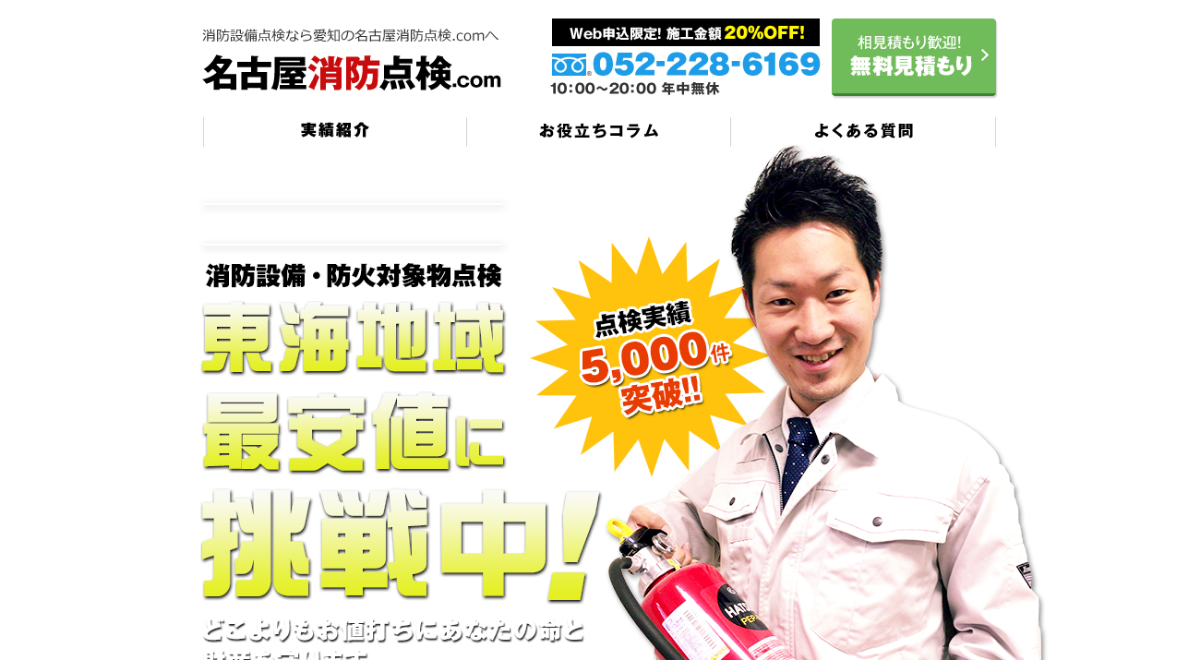 消防設備点検なら愛知の名古屋消防点検.comへ
名古屋消防点検.com
Web申込限定! 施工金額20%OFF!
052-228-6169
10:00〜20:00 年中無休
相見積もり歓迎!
無料見積もり
実績紹介
お役立ちコラム
よくある質問
消防設備・防火対象物点検
東海地域
最安値に
挑戦中!
どこよりもお値打ちにあなたの命と
点検実績
5,000件
突破!!